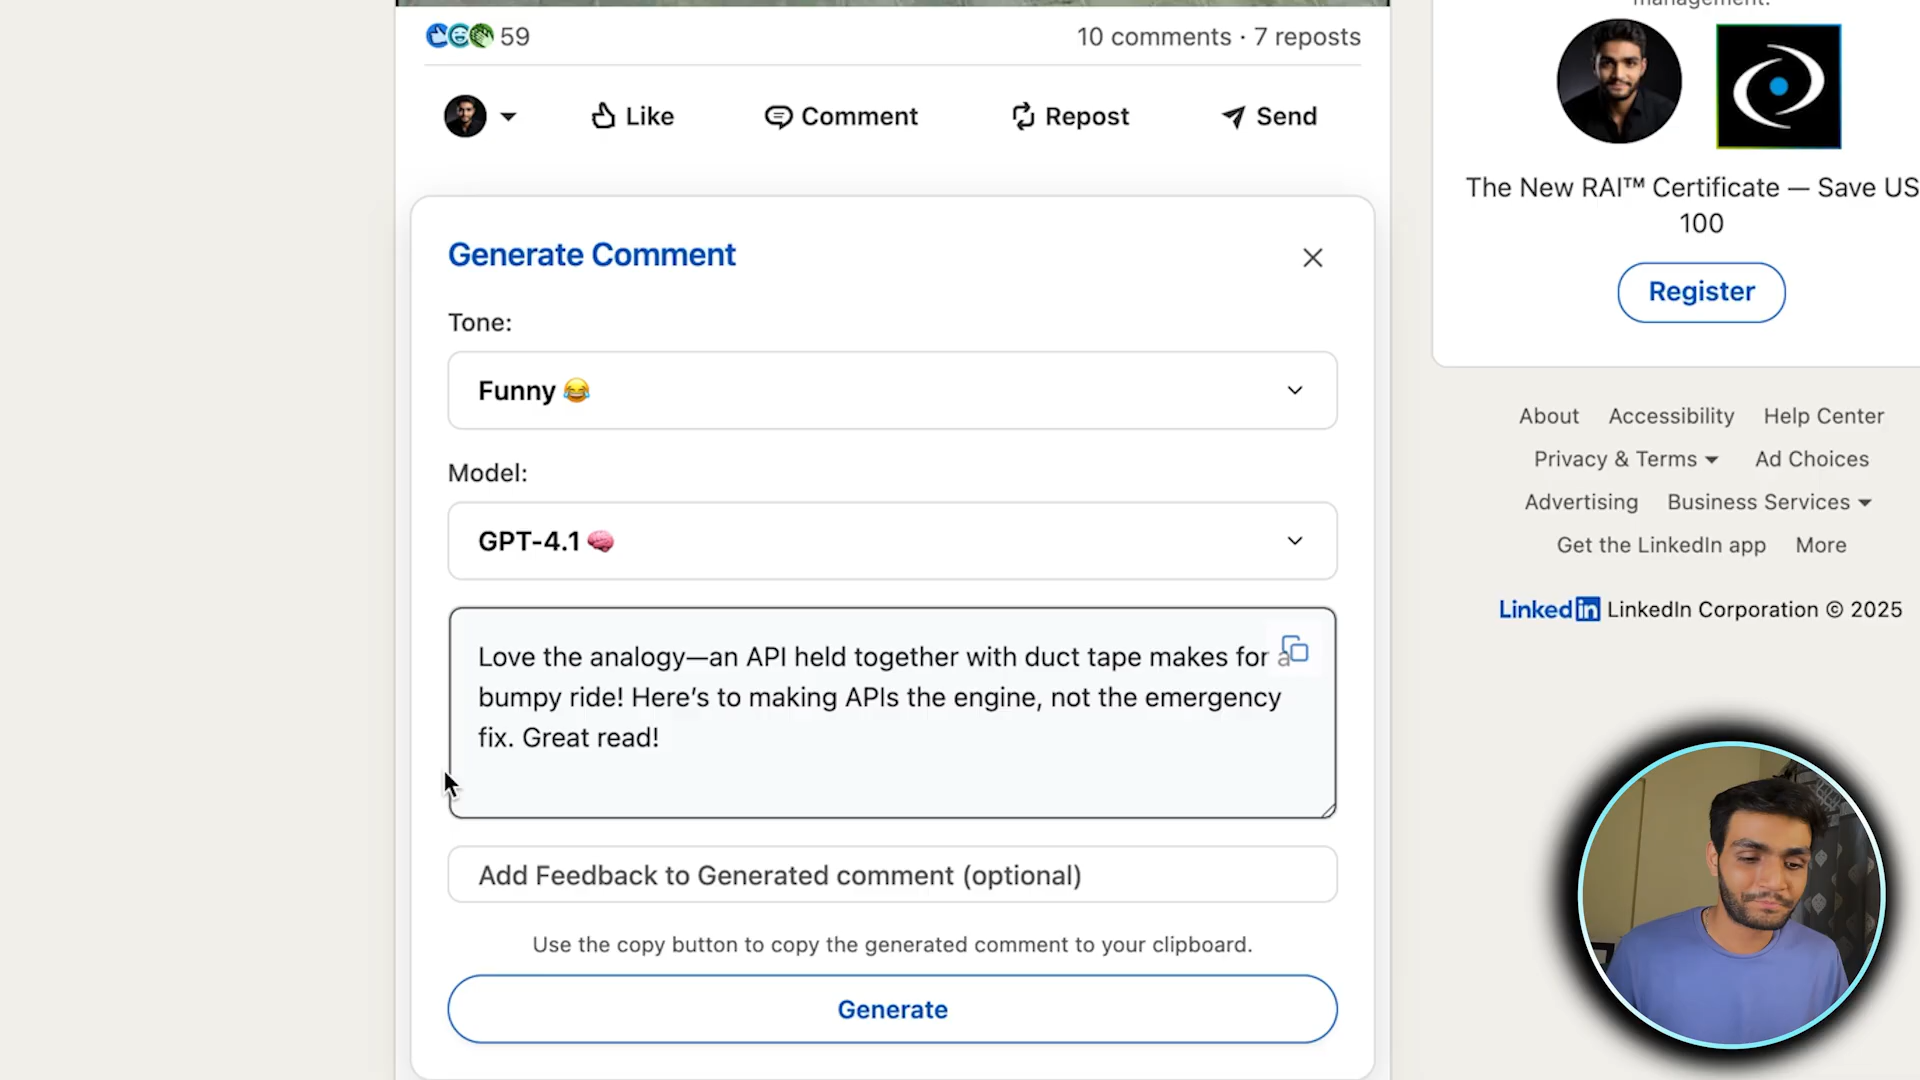 management.
59
10 comments · 7 reposts
Like
Comment
Repost
Send
The New RAI™ Certificate — Save US
100
Register
Generate Comment
Tone:
Funny 😂
Model:
GPT-4.1 🧠
Love the analogy—an API held together with duct tape makes for a
bumpy ride! Here’s to making APIs the engine, not the emergency
fix. Great read!
Add Feedback to Generated comment (optional)
Use the copy button to copy the generated comment to your clipboard.
Generate
About Accessibility Help Center
Privacy & Terms Ad Choices
Advertising Business Services
Get the LinkedIn app More
LinkedIn LinkedIn Corporation © 2025